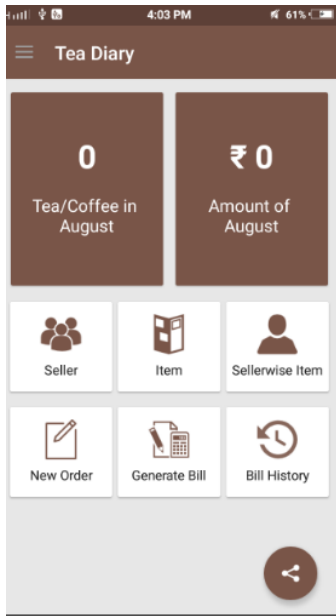 4:03 PM
61%
Tea Diary
0
₹ 0
Tea/Coffee in
August
Amount of
August
Seller
Item
Sellerwise Item
New Order
Generate Bill
Bill History